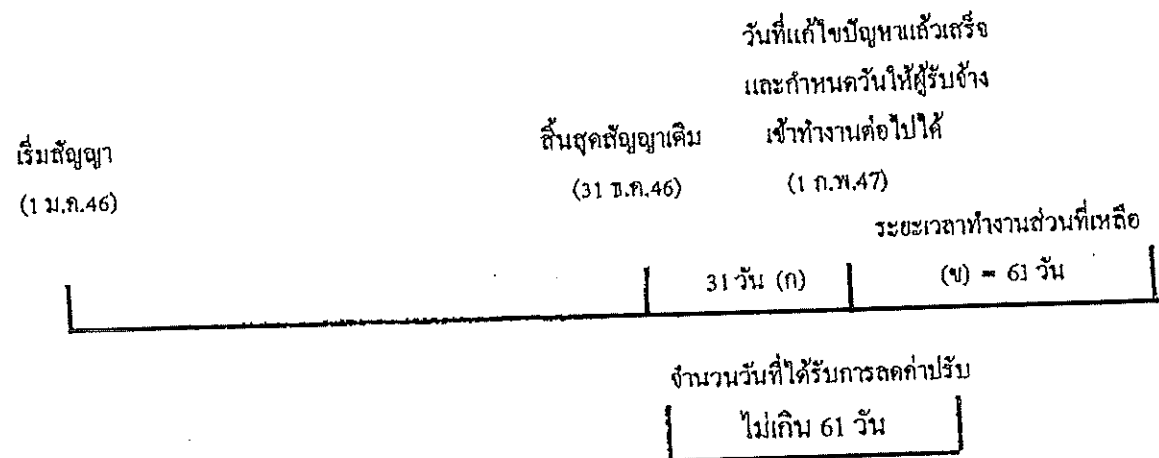 วันที่แก้ไขปัญหาแล้วเสร็จ
และกำหนดวันให้ผู้รับจ้าง
เข้าทำงานต่อไปได้
(1 ก.พ.47)
สิ้นสุดสัญญาเดิม
(31 ธ.ค.46)
เริ่มสัญญา
(1 ม.ค.46)
ระยะเวลาทำงานส่วนที่เหลือ
31 วัน (ก)
(ข) = 61 วัน
จำนวนวันที่ได้รับการลดค่าปรับ
ไม่เกิน 61 วัน